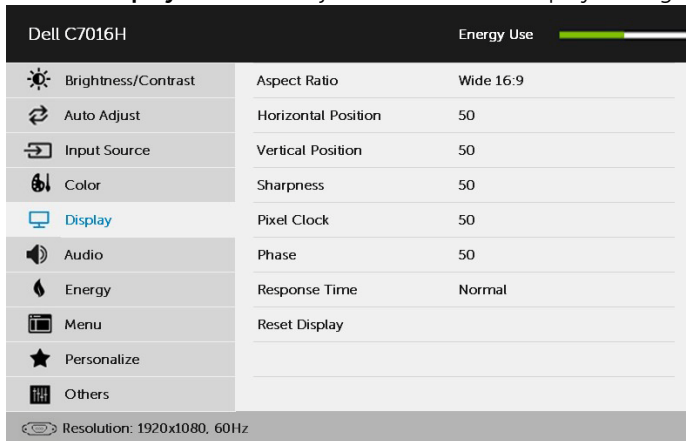 Dell C7016H Energy Use
Brightness/Contrast Aspect Ratio Wide 16:9
Auto Adjust Horizontal Position 50
Input Source Vertical Position 50
Color Sharpness 50
Display Pixel Clock 50
Audio Phase 50
Energy Response Time Normal
Menu Reset Display
Personalize
Others
Resolution: 1920x1080, 60Hz